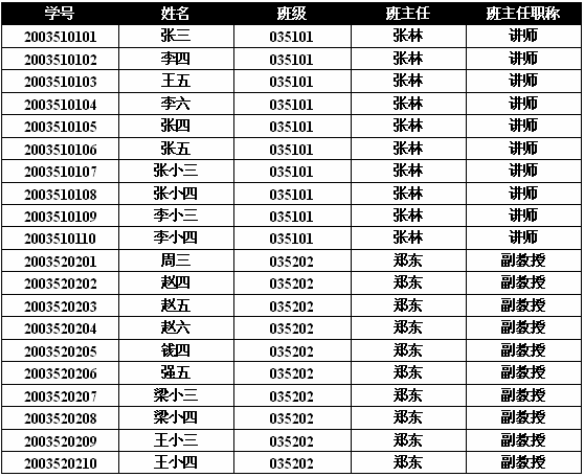 学号 姓名 班级 班主任 班主任职称
2003510101 张三 035101 张林 讲师
2003510102 李四 035101 张林 讲师
2003510103 王五 035101 张林 讲师
2003510104 李六 035101 张林 讲师
2003510105 张四 035101 张林 讲师
2003510106 张五 035101 张林 讲师
2003510107 张小三 035101 张林 讲师
2003510108 张小四 035101 张林 讲师
2003510109 李小三 035101 张林 讲师
2003510110 李小四 035101 张林 讲师
2003520201 周三 035202 郑东 副教授
2003520202 赵四 035202 郑东 副教授
2003520203 赵五 035202 郑东 副教授
2003520204 赵六 035202 郑东 副教授
2003520205 钱四 035202 郑东 副教授
2003520206 强五 035202 郑东 副教授
2003520207 梁小三 035202 郑东 副教授
2003520208 梁小四 035202 郑东 副教授
2003520209 王小三 035202 郑东 副教授
2003520210 王小四 035202 郑东 副教授